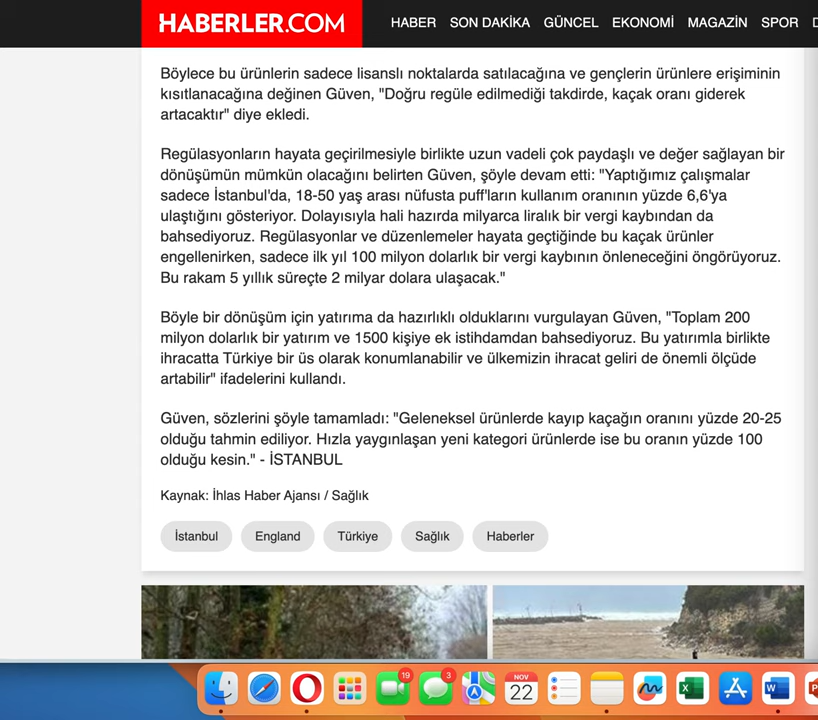 HABERLER.COM
HABER SON DAKİKA GÜNCEL EKONOMİ MAGAZİN SPOR
Böylece bu ürünlerin sadece lisanslı noktalarda satılacağına ve gençlerin ürünlere erişiminin
kısıtlanacağına değinen Güven, "Doğru regüle edilmediği takdirde, kaçak oranı giderek
artacaktır" diye ekledi.
Regülasyonların hayata geçirilmesiyle birlikte uzun vadeli çok paydaşlı ve değer sağlayan bir
dönüşümün mümkün olacağını belirten Güven, şöyle devam etti: "Yaptığımız çalışmalar
sadece İstanbul'da, 18-50 yaş arası nüfusta puff'ların kullanım oranının yüzde 6,6'ya
ulaştığını gösteriyor. Dolayısıyla hali hazırda milyarca liralık bir vergi kaybından da
bahsediyoruz. Regülasyonlar ve düzenlemeler hayata geçtiğinde bu kaçak ürünler
engellenirken, sadece ilk yıl 100 milyon dolarlık bir vergi kaybının önleneceğini öngörüyoruz.
Bu rakam 5 yıllık süreçte 2 milyar dolara ulaşacak."
Böyle bir dönüşüm için yatırıma da hazırlıklı olduklarını vurgulayan Güven, "Toplam 200
milyon dolarlık bir yatırım ve 1500 kişiye ek istihdamdan bahsediyoruz. Bu yatırımla birlikte
ihracatta Türkiye bir üs olarak konumlanabilir ve ülkemizin ihracat geliri de önemli ölçüde
artabilir" ifadelerini kullandı.
Güven, sözlerini şöyle tamamladı: "Geleneksel ürünlerde kayıp kaçağın oranını yüzde 20-25
olduğu tahmin ediliyor. Hızla yaygınlaşan yeni kategori ürünlerde ise bu oranın yüzde 100
olduğu kesin." - İSTANBUL
Kaynak: İhlas Haber Ajansı / Sağlık
İstanbul England Türkiye Sağlık Haberler
19 3 NOV
22 X W P